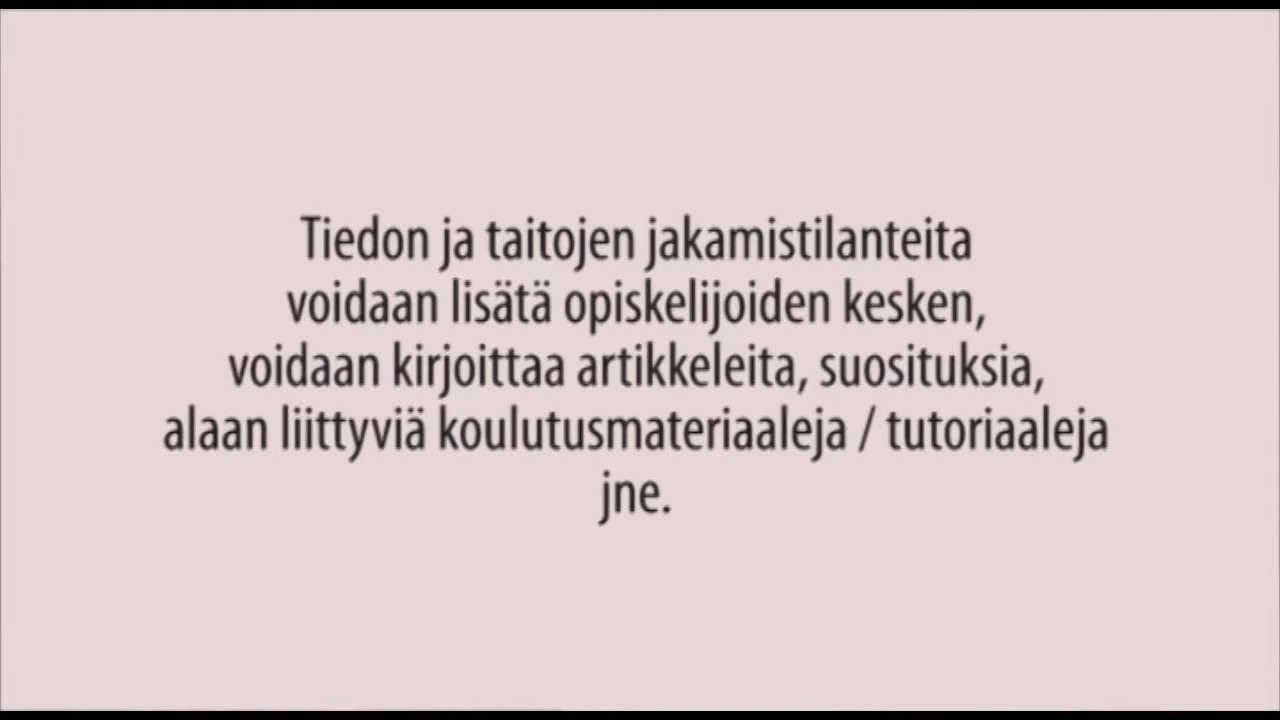 Tiedon ja taitojen jakamistilanteita
voidaan lisätä opiskelijoiden kesken,
voidaan kirjoittaa artikkeleita, suosituksia,
alaan liittyviä koulutusmateriaaleja / tutoriaaleja
jne.